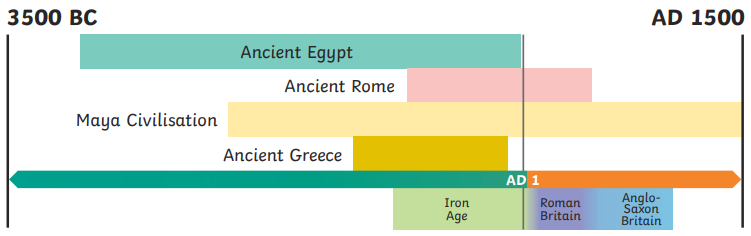 3500 BC
AD 1500
Ancient Egypt
Ancient Rome
Maya Civilisation
Ancient Greece
AD 1
Iron
Age
Roman
Britain
Anglo-
Saxon
Britain